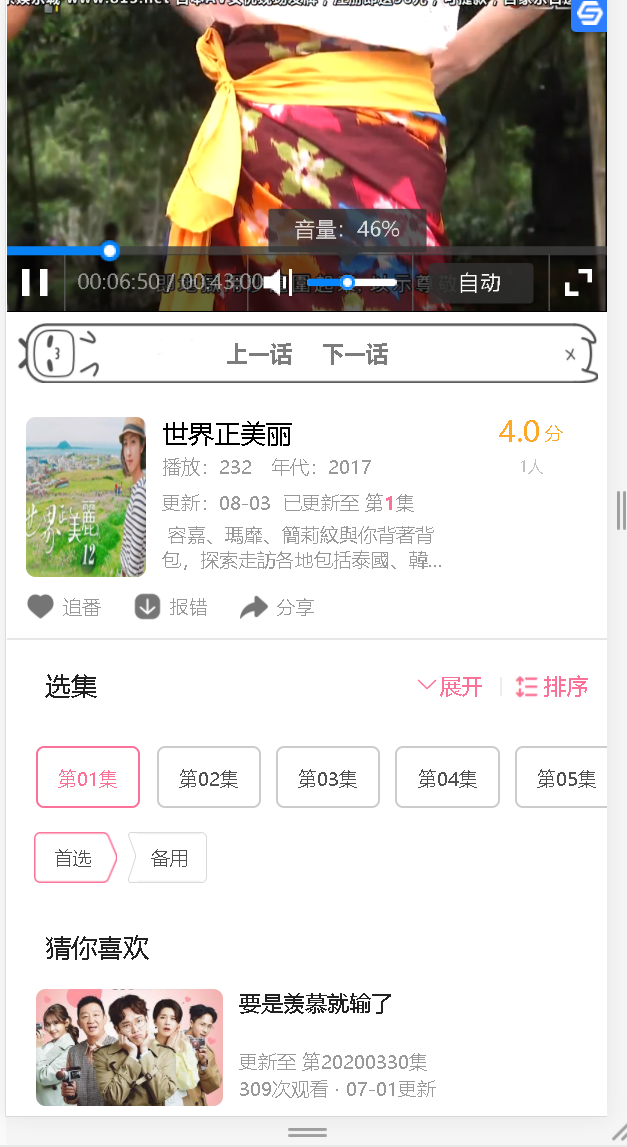 音量：46%
00:06:50 / 00:43:00
自动
上一话 下一话 x
世界正美丽
4.0 分
播放：232 年代：2017
1人
更新：08-03 已更新至 第1集
容嘉、瑪靡、簡莉紋與你背著背
包，探索走訪各地包括泰國、韓...
世界正美麗
12
追番 报错 分享
选集
展开 排序
第01集 第02集 第03集 第04集 第05集
首选 备用
猜你喜欢
要是羡慕就输了
更新至 第20200330集
309次观看 · 07-01更新